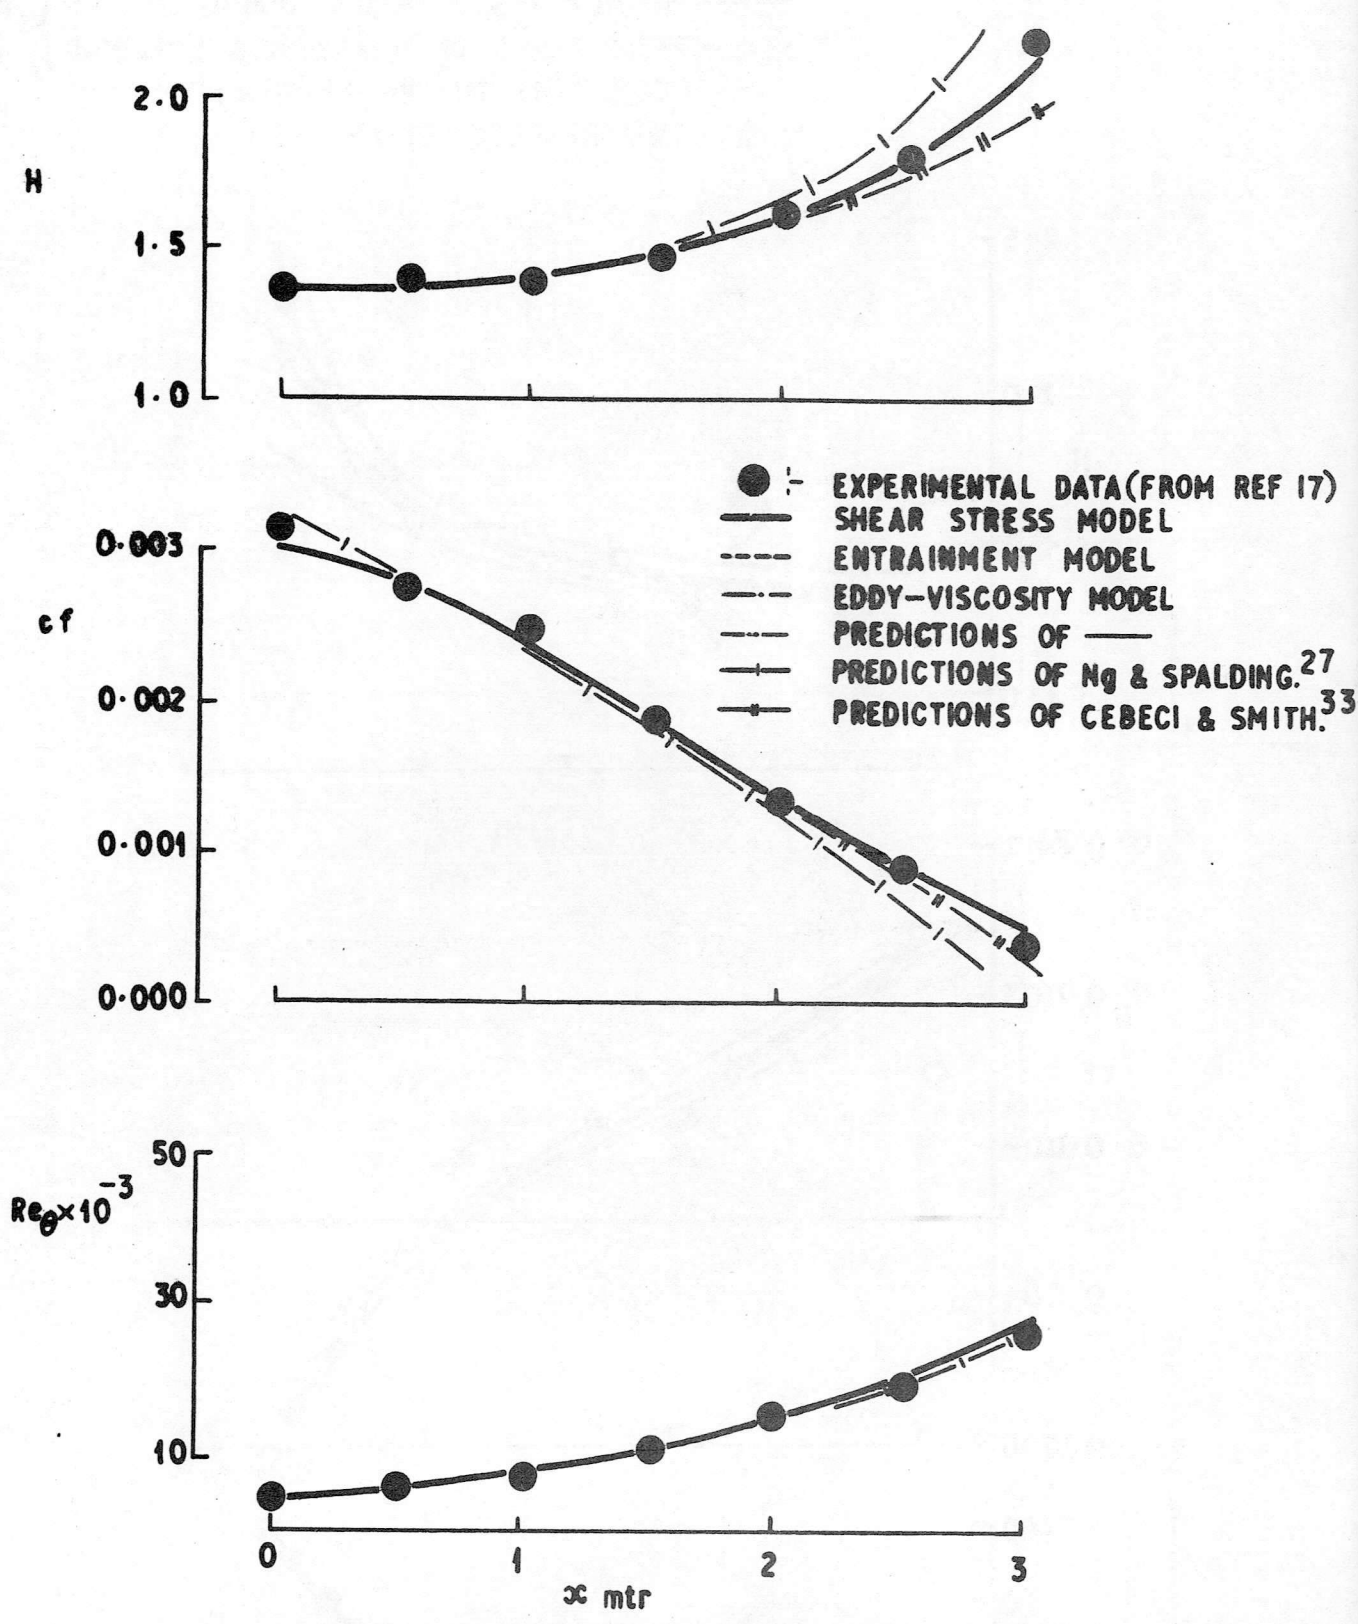 2.0
H
1.5
1.0
● :- EXPERIMENTAL DATA (FROM REF 17)
SHEAR STRESS MODEL
ENTRAINMENT MODEL
EDDY-VISCOSITY MODEL
PREDICTIONS OF ——
PREDICTIONS OF Ng & SPALDING.27
PREDICTIONS OF CEBECI & SMITH.33
0.003
cf
0.002
0.001
0.000
50
Reθ×10-3
30
10
0 1 2 3
x mtr